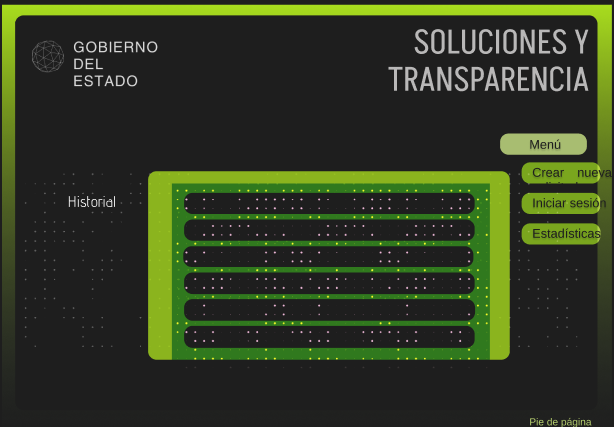 GOBIERNO
DEL
ESTADO
SOLUCIONES Y
TRANSPARENCIA
Menú
Crear nueva
Iniciar sesión
Estadísticas
Historial
Pie de página